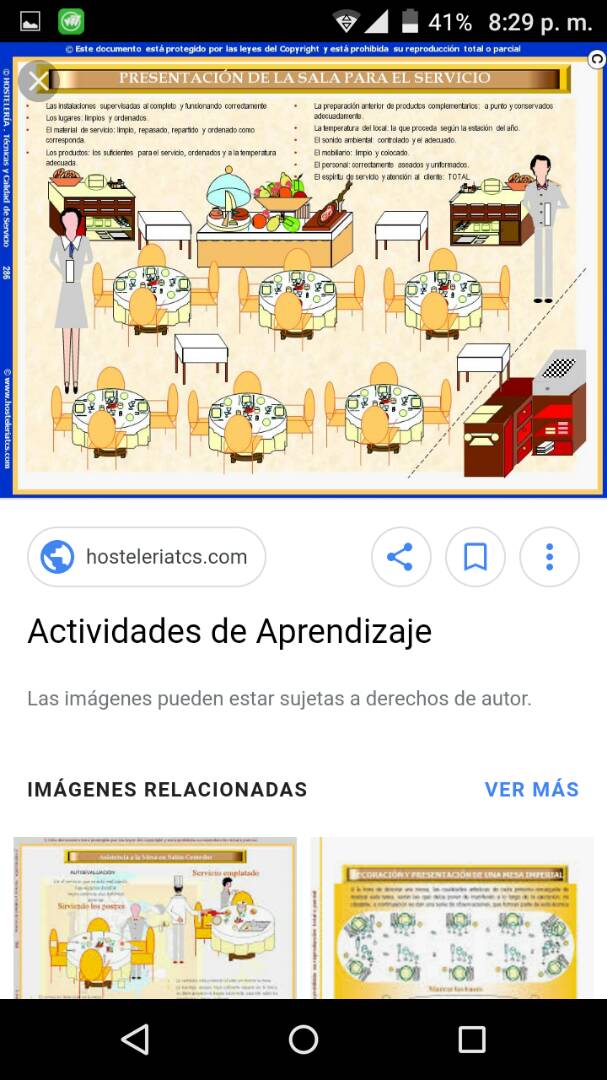 41% 8:29 p. m.
© Este documento está protegido por las leyes del Copyright y está prohibida su reproducción total o parcial
PRESENTACIÓN DE LA SALA PARA EL SERVICIO
Las instalaciones supervisadas al completo y funcionando correctamente
Los lugares: limpios y ordenados.
El material de servicio: limpio, repasado, repartido y ordenado como
corresponda.
Los productos: los suficientes para el servicio, ordenados y a la temperatura
adecuada.
La preparación anterior de productos complementarios: a punto y conservados
adecuadamente.
La temperatura del local: la que proceda según la estación del año.
El sonido ambiental: controlado y el adecuado.
El mobiliario: limpio y colocado.
El personal: correctamente aseados y uniformados.
El espíritu de servicio y atención al cliente: TOTAL
© HOSTELERÍA. Técnicas y Calidad de Servicio
286
© www.hosteleriatcs.com
hosteleriatcs.com
Actividades de Aprendizaje
Las imágenes pueden estar sujetas a derechos de autor.
IMÁGENES RELACIONADAS
VER MÁS
Asistencia a la Mesa en Salón Comedor
AUTOEVALUACIÓN
Servicio emplatado
Sirviendo los postres
DECORACIÓN Y PRESENTACIÓN DE UNA MESA IMPERIAL